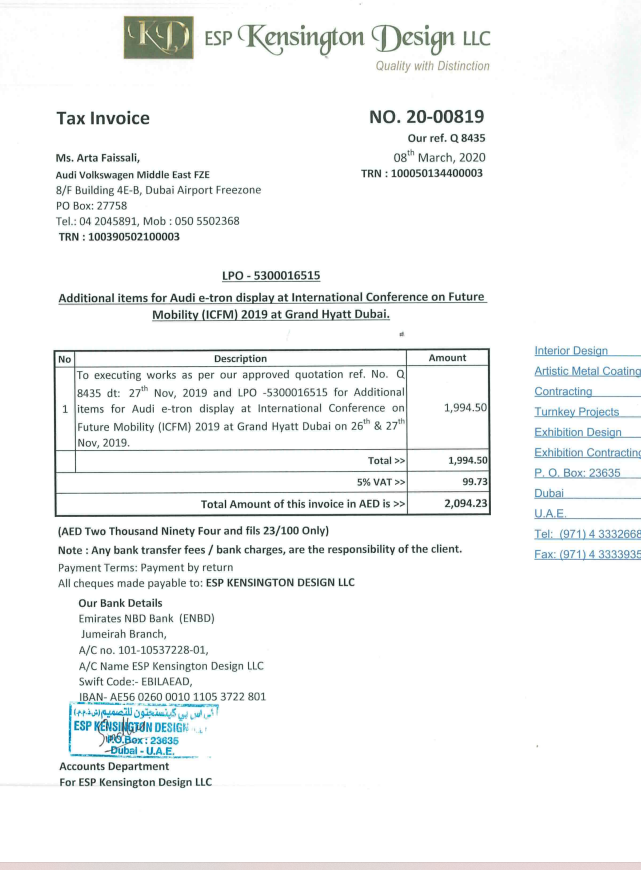 KD ESP Kensington Design LLC
Quality with Distinction
Tax Invoice
NO. 20-00819
Our ref. Q 8435
Ms. Arta Faissali,
08th March, 2020
Audi Volkswagen Middle East FZE
TRN : 100050134400003
8/F Building 4E-B, Dubai Airport Freezone
PO Box: 27758
Tel.: 04 2045891, Mob : 050 5502368
TRN : 100390502100003
LPO - 5300016515
Additional items for Audi e-tron display at International Conference on Future
Mobility (ICFM) 2019 at Grand Hyatt Dubai.
No Description Amount
To executing works as per our approved quotation ref. No. Q
8435 dt: 27th Nov, 2019 and LPO -5300016515 for Additional
1 items for Audi e-tron display at International Conference on 1,994.50
Future Mobility (ICFM) 2019 at Grand Hyatt Dubai on 26th & 27th
Nov, 2019.
Total >> 1,994.50
5% VAT >> 99.73
Total Amount of this invoice in AED is >> 2,094.23
(AED Two Thousand Ninety Four and fils 23/100 Only)
Note : Any bank transfer fees / bank charges, are the responsibility of the client.
Payment Terms: Payment by return
All cheques made payable to: ESP KENSINGTON DESIGN LLC
Our Bank Details
Emirates NBD Bank (ENBD)
Jumeirah Branch,
A/C no. 101-10537228-01,
A/C Name ESP Kensington Design LLC
Swift Code:- EBILAEAD,
IBAN- AE56 0260 0010 1105 3722 801
اي اس بي كينسنجتون للتصميم (ش.ذ.م.م)
ESP KENSINGTON DESIGN
P.O.Box : 23635
Dubai - U.A.E.
Accounts Department
For ESP Kensington Design LLC
Interior Design
Artistic Metal Coating
Contracting
Turnkey Projects
Exhibition Design
Exhibition Contracting
P. O. Box: 23635
Dubai
U.A.E.
Tel: (971) 4 3332668
Fax: (971) 4 3333935